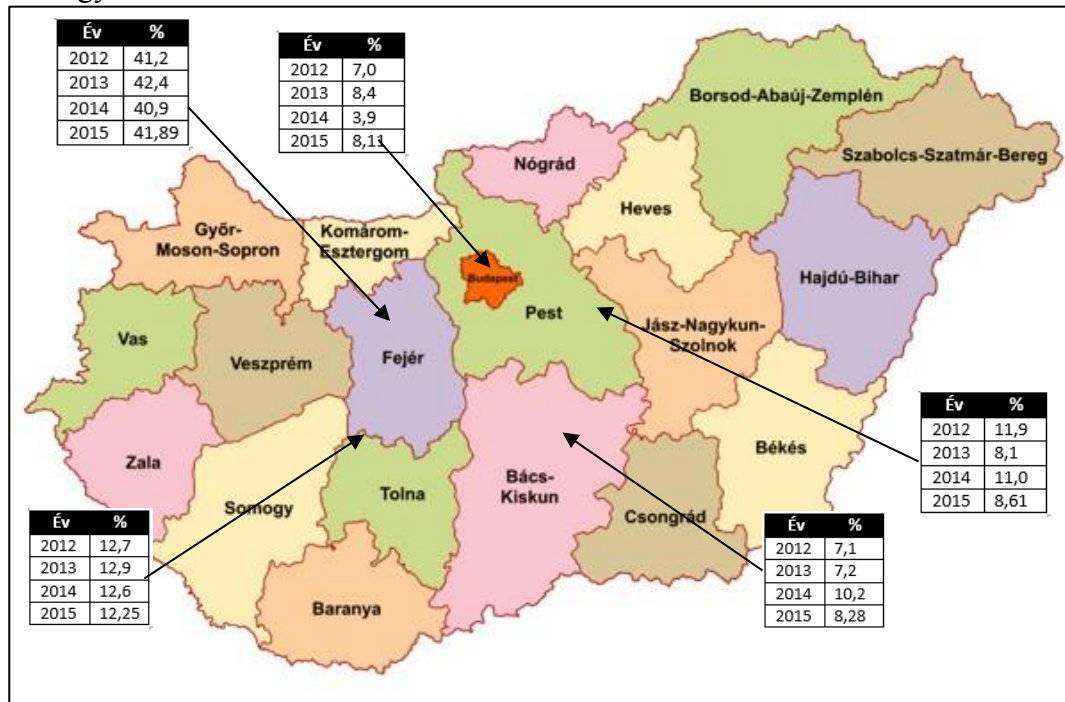 Év %
2012 41,2
2013 42,4
2014 40,9
2015 41,89
Év %
2012 7,0
2013 8,4
2014 3,9
2015 8,11
Borsod-Abaúj-Zemplén
Szabolcs-Szatmár-Bereg
Nógrád
Heves
Győr-
Moson-Sopron
Komárom-
Esztergom
Hajdú-Bihar
Budapest
Pest
Jász-Nagykun-
Szolnok
Vas
Veszprém
Fejér
Év %
2012 11,9
2013 8,1
2014 11,0
2015 8,61
Zala
Somogy
Tolna
Bács-
Kiskun
Csongrád
Békés
Év %
2012 12,7
2013 12,9
2014 12,6
2015 12,25
Év %
2012 7,1
2013 7,2
2014 10,2
2015 8,28
Baranya